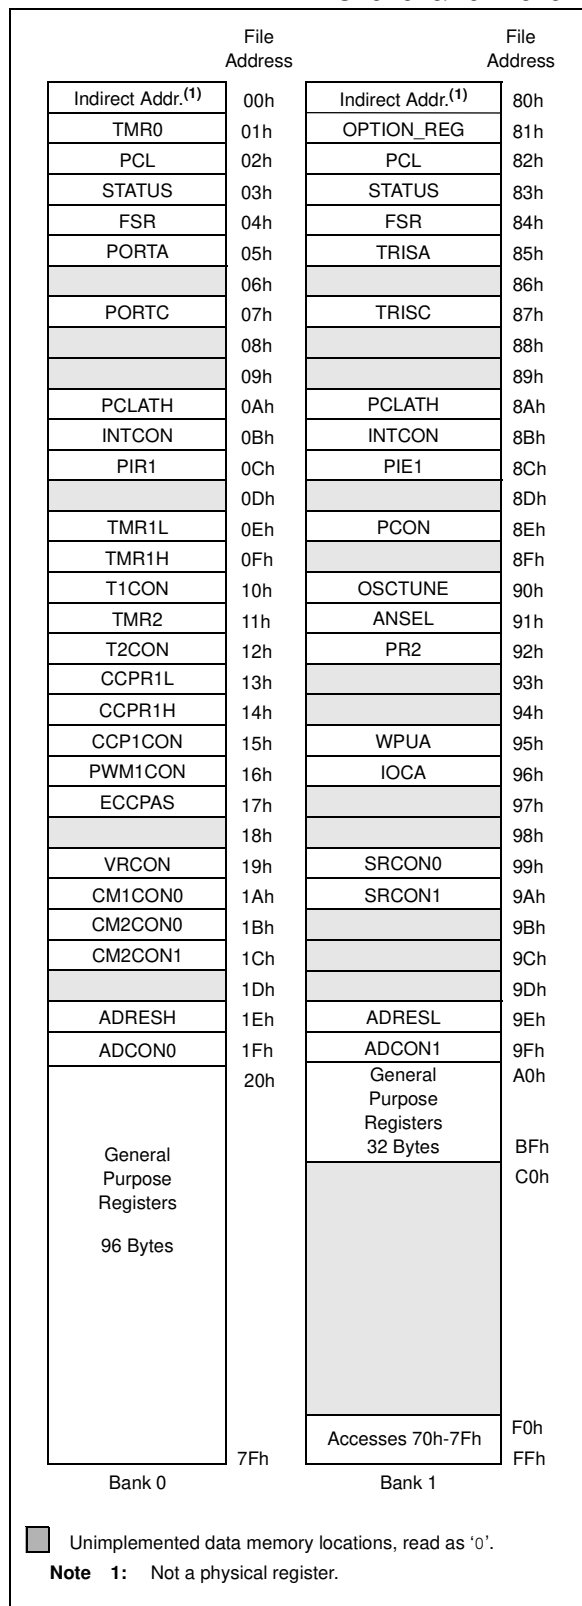 File Address File Address
Indirect Addr.(1) 00h Indirect Addr.(1) 80h
TMR0 01h OPTION_REG 81h
PCL 02h PCL 82h
STATUS 03h STATUS 83h
FSR 04h FSR 84h
PORTA 05h TRISA 85h
06h 86h
PORTC 07h TRISC 87h
08h 88h
09h 89h
PCLATH 0Ah PCLATH 8Ah
INTCON 0Bh INTCON 8Bh
PIR1 0Ch PIE1 8Ch
0Dh 8Dh
TMR1L 0Eh PCON 8Eh
TMR1H 0Fh 8Fh
T1CON 10h OSCTUNE 90h
TMR2 11h ANSEL 91h
T2CON 12h PR2 92h
CCPR1L 13h 93h
CCPR1H 14h 94h
CCP1CON 15h WPUA 95h
PWM1CON 16h IOCA 96h
ECCPAS 17h 97h
18h 98h
VRCON 19h SRCON0 99h
CM1CON0 1Ah SRCON1 9Ah
CM2CON0 1Bh 9Bh
CM2CON1 1Ch 9Ch
1Dh 9Dh
ADRESH 1Eh ADRESL 9Eh
ADCON0 1Fh ADCON1 9Fh
20h General A0h
Purpose
Registers
General 32 Bytes BFh
Purpose C0h
Registers
96 Bytes
Accesses 70h-7Fh F0h
7Fh FFh
Bank 0 Bank 1
Unimplemented data memory locations, read as '0'.
Note 1: Not a physical register.